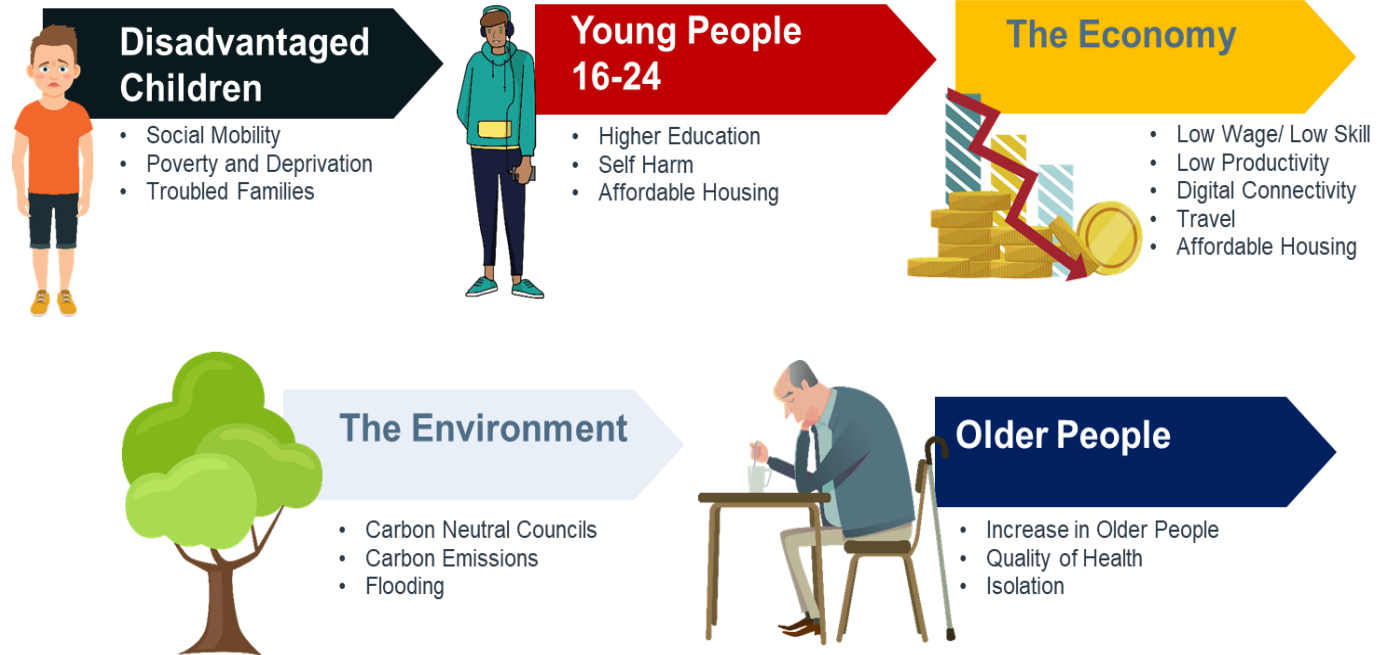 Disadvantaged
Children
• Social Mobility
• Poverty and Deprivation
• Troubled Families
Young People
16-24
• Higher Education
• Self Harm
• Affordable Housing
The Economy
• Low Wage/ Low Skill
• Low Productivity
• Digital Connectivity
• Travel
• Affordable Housing
The Environment
• Carbon Neutral Councils
• Carbon Emissions
• Flooding
Older People
• Increase in Older People
• Quality of Health
• Isolation